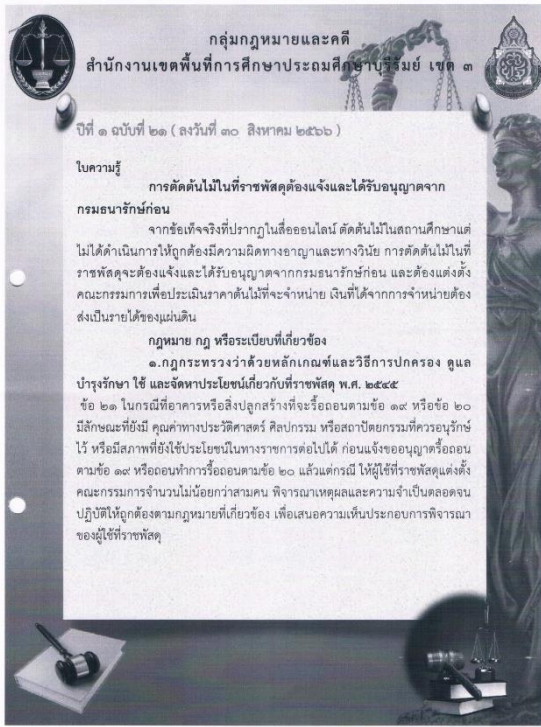 กลุ่มกฎหมายและคดี
สำนักงานเขตพื้นที่การศึกษาประถมศึกษาบุรีรัมย์ เขต ๓
ปีที่ ๑ ฉบับที่ ๒๑ ( ลงวันที่ ๓๐ สิงหาคม ๒๕๖๖ )
ใบความรู้
การตัดต้นไม้ในที่ราชพัสดุต้องแจ้งและได้รับอนุญาตจาก
กรมธนารักษ์ก่อน
จากข้อเท็จจริงที่ปรากฏในสื่อออนไลน์ ตัดต้นไม้ในสถานศึกษาแต่
ไม่ได้ดำเนินการให้ถูกต้องมีความผิดทางอาญาและทางวินัย การตัดต้นไม้ในที่
ราชพัสดุจะต้องแจ้งและได้รับอนุญาตจากกรมธนารักษ์ก่อน และต้องแต่งตั้ง
คณะกรรมการเพื่อประเมินราคาต้นไม้ที่จะจำหน่าย เงินที่ได้จากการจำหน่ายต้อง
ส่งเป็นรายได้ของแผ่นดิน
กฎหมาย กฎ หรือระเบียบที่เกี่ยวข้อง
๑.กฎกระทรวงว่าด้วยหลักเกณฑ์และวิธีการปกครอง ดูแล
บำรุงรักษา ใช้ และจัดหาประโยชน์เกี่ยวกับที่ราชพัสดุ พ.ศ. ๒๕๔๕
ข้อ ๒๑ ในกรณีที่อาคารหรือสิ่งปลูกสร้างที่จะรื้อถอนตามข้อ ๑๙ หรือข้อ ๒๐
มีลักษณะที่ยังมี คุณค่าทางประวัติศาสตร์ ศิลปกรรม หรือสถาปัตยกรรมที่ควรอนุรักษ์
ไว้ หรือมีสภาพที่ยังใช้ประโยชน์ในทางราชการต่อไปได้ ก่อนแจ้งขออนุญาตรื้อถอน
ตามข้อ ๑๙ หรือถอนทำการรื้อถอนตามข้อ ๒๐ แล้วแต่กรณี ให้ผู้ใช้ที่ราชพัสดุแต่งตั้ง
คณะกรรมการจำนวนไม่น้อยกว่าสามคน พิจารณาเหตุผลและความจำเป็นตลอดจน
ปฏิบัติให้ถูกต้องตามกฎหมายที่เกี่ยวข้อง เพื่อเสนอความเห็นประกอบการพิจารณา
ของผู้ใช้ที่ราชพัสดุ